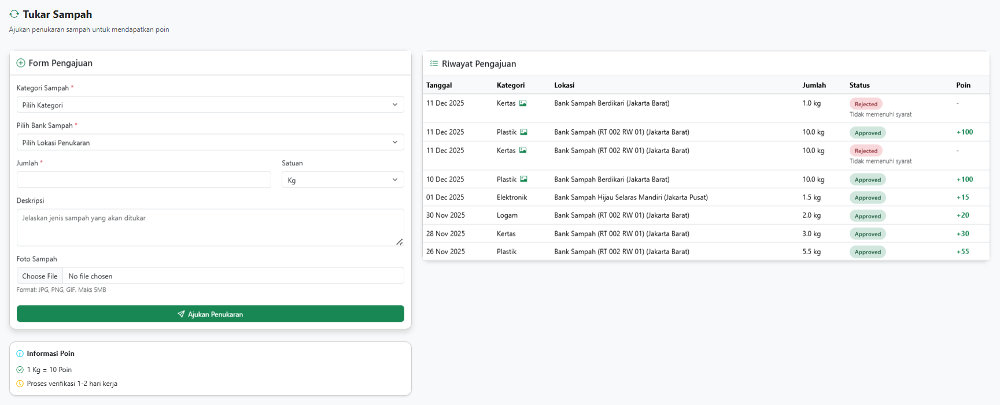 Tukar Sampah
Ajukan penukaran sampah untuk mendapatkan poin
Form Pengajuan
Kategori Sampah *
Pilih Kategori
Pilih Bank Sampah *
Pilih Lokasi Penukaran
Jumlah * Satuan
Kg
Deskripsi
Jelaskan jenis sampah yang akan ditukar
Foto Sampah
Choose File No file chosen
Format: JPG, PNG, GIF. Maks 5MB
Ajukan Penukaran
Informasi Poin
1 Kg = 10 Poin
Proses verifikasi 1-2 hari kerja
Riwayat Pengajuan
Tanggal Kategori Lokasi Jumlah Status Poin
11 Dec 2025 Kertas Bank Sampah Berdikari (Jakarta Barat) 1.0 kg Rejected -
Tidak memenuhi syarat
11 Dec 2025 Plastik Bank Sampah (RT 002 RW 01) (Jakarta Barat) 10.0 kg Approved +100
11 Dec 2025 Kertas Bank Sampah (RT 002 RW 01) (Jakarta Barat) 10.0 kg Rejected -
Tidak memenuhi syarat
10 Dec 2025 Plastik Bank Sampah Berdikari (Jakarta Barat) 10.0 kg Approved +100
01 Dec 2025 Elektronik Bank Sampah Hijau Selaras Mandiri (Jakarta Pusat) 1.5 kg Approved +15
30 Nov 2025 Logam Bank Sampah (RT 002 RW 01) (Jakarta Barat) 2.0 kg Approved +20
28 Nov 2025 Kertas Bank Sampah (RT 002 RW 01) (Jakarta Barat) 3.0 kg Approved +30
26 Nov 2025 Plastik Bank Sampah (RT 002 RW 01) (Jakarta Barat) 5.5 kg Approved +55